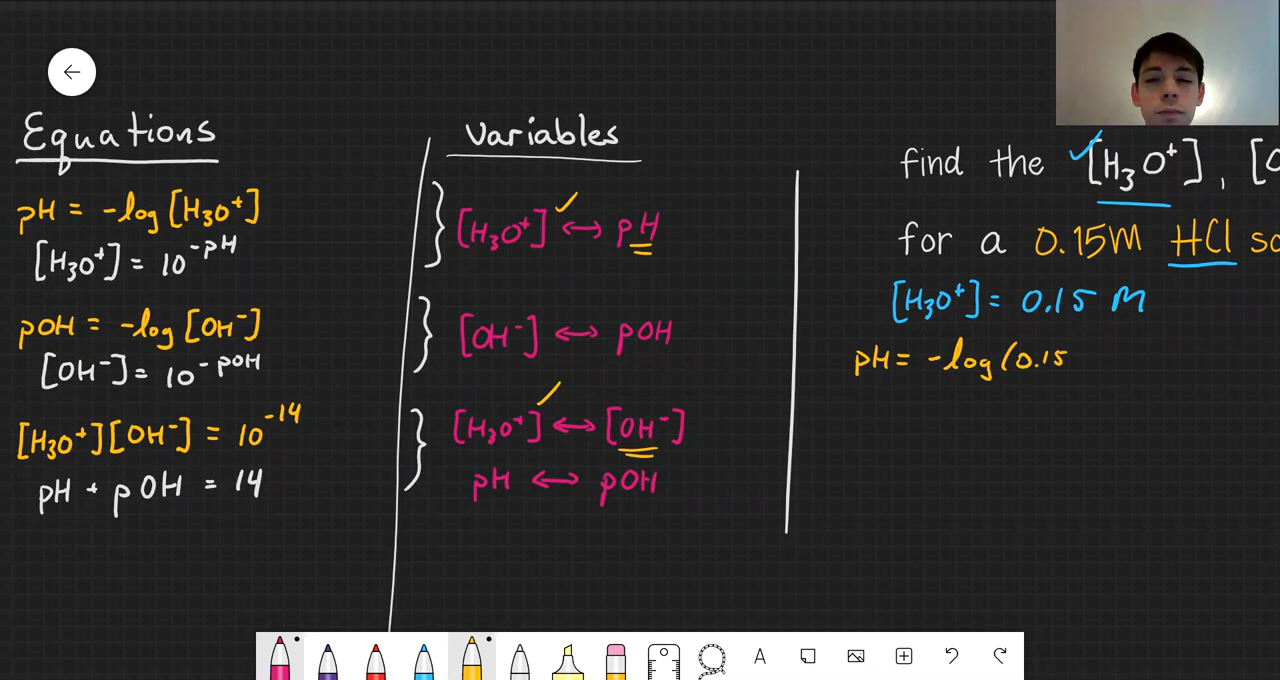 Equations
pH = -log[H₃O⁺]
[H₃O⁺] = 10^-pH
pOH = -log[OH⁻]
[OH⁻] = 10^-pOH
[H₃O⁺][OH⁻] = 10^-14
pH + pOH = 14
Variables
[H₃O⁺] ✓ ↔ pH
[OH⁻] ↔ pOH
[H₃O⁺] ✓ ↔ [OH⁻]
pH ↔ pOH
find the ✓[H₃O⁺], [O
for a 0.15M HCl so
[H₃O⁺] = 0.15 M
pH = -log(0.15
A